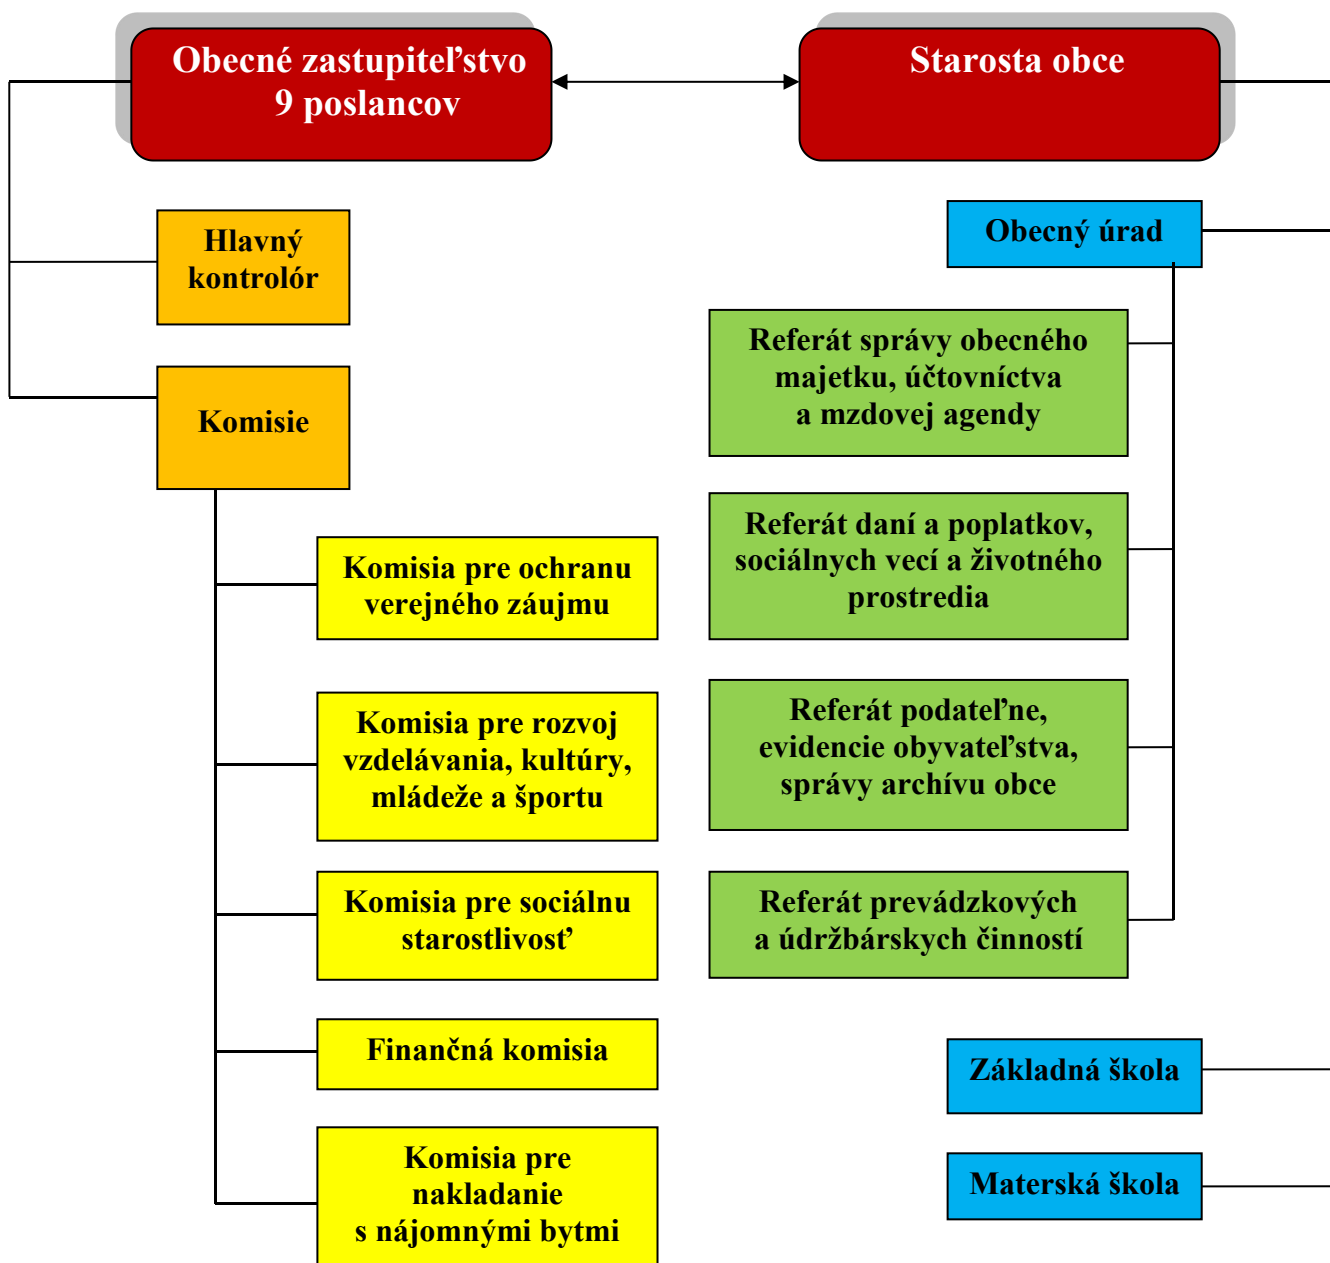 Obecné zastupiteľstvo
9 poslancov
Starosta obce
Hlavný
kontrolór
Komisie
Komisia pre ochranu
verejného záujmu
Komisia pre rozvoj
vzdelávania, kultúry,
mládeže a športu
Komisia pre sociálnu
starostlivosť
Finančná komisia
Komisia pre
nakladanie
s nájomnými bytmi
Obecný úrad
Referát správy obecného
majetku, účtovníctva
a mzdovej agendy
Referát daní a poplatkov,
sociálnych vecí a životného
prostredia
Referát podateľne,
evidencie obyvateľstva,
správy archívu obce
Referát prevádzkových
a údržbárskych činností
Základná škola
Materská škola